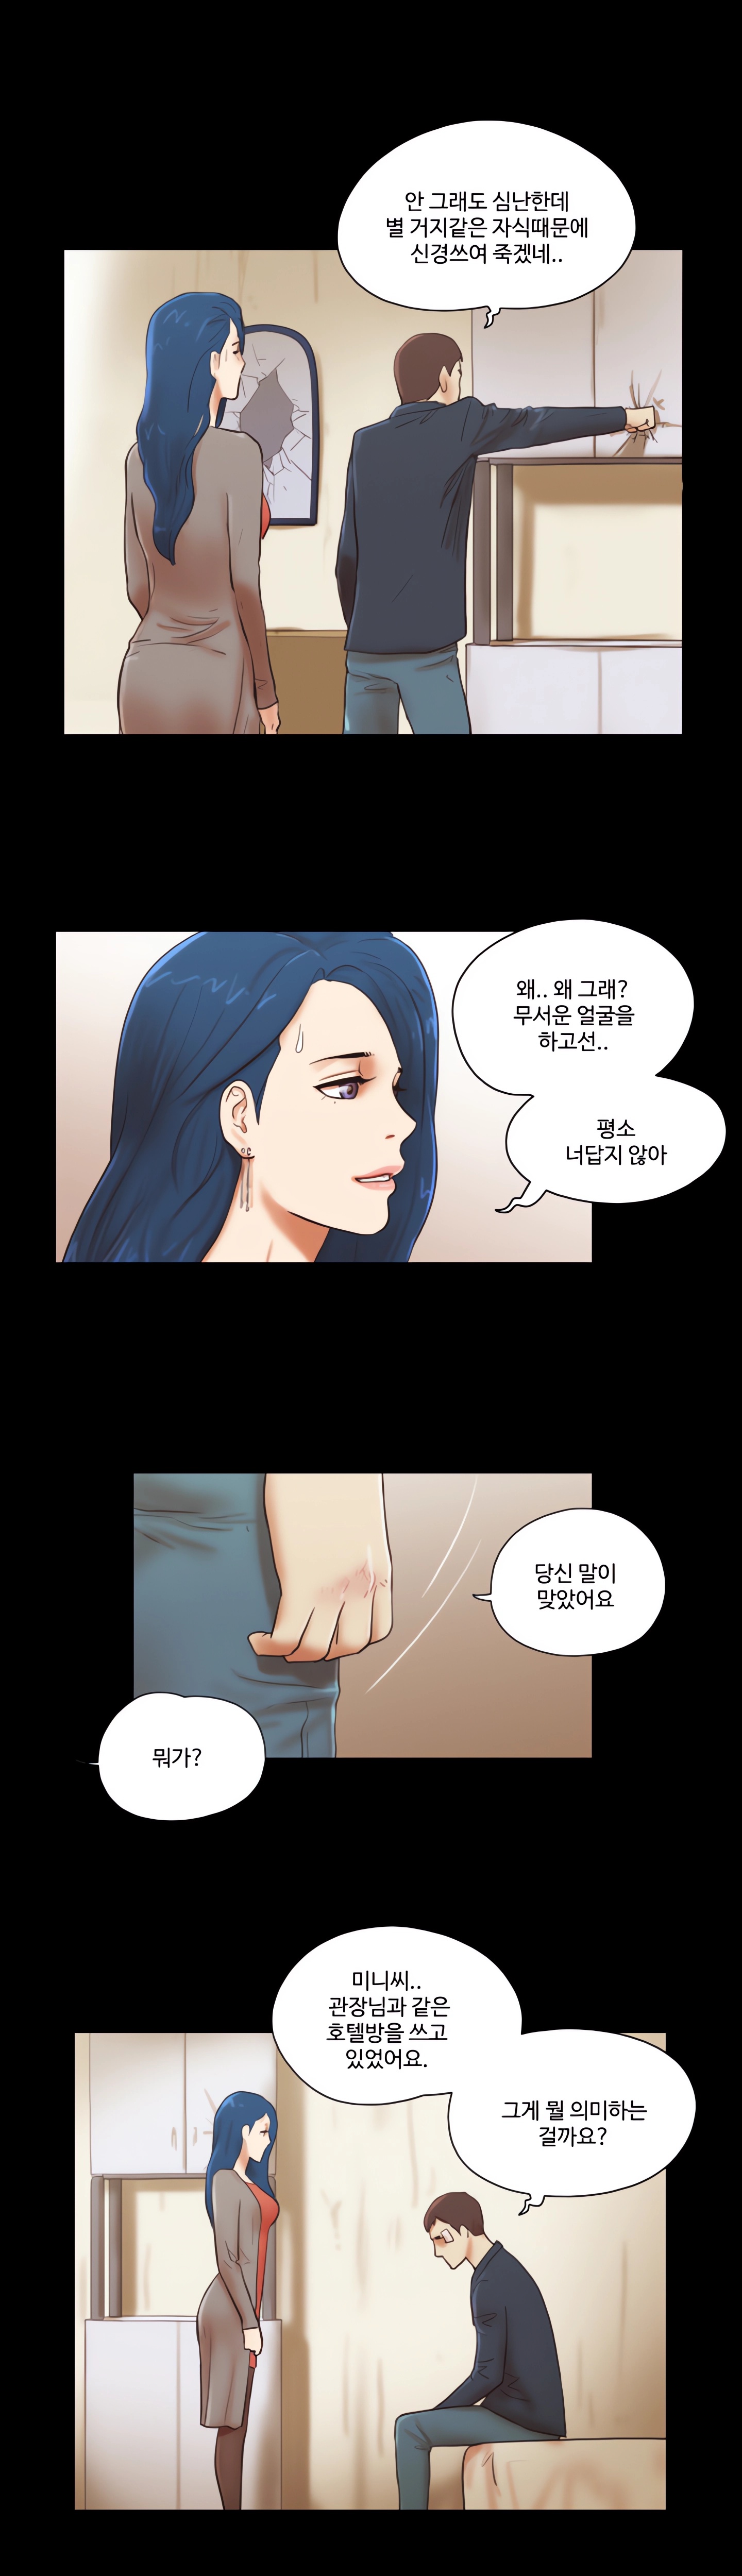 안 그래도 심난한데
별 거지같은 자식때문에
신경쓰여 죽겠네..
왜.. 왜 그래?
무서운 얼굴을
하고선..
평소
너답지 않아
당신 말이
맞았어요
뭐가?
미니씨..
관장님과 같은
호텔방을 쓰고
있었어요.
그게 뭘 의미하는
걸까요?